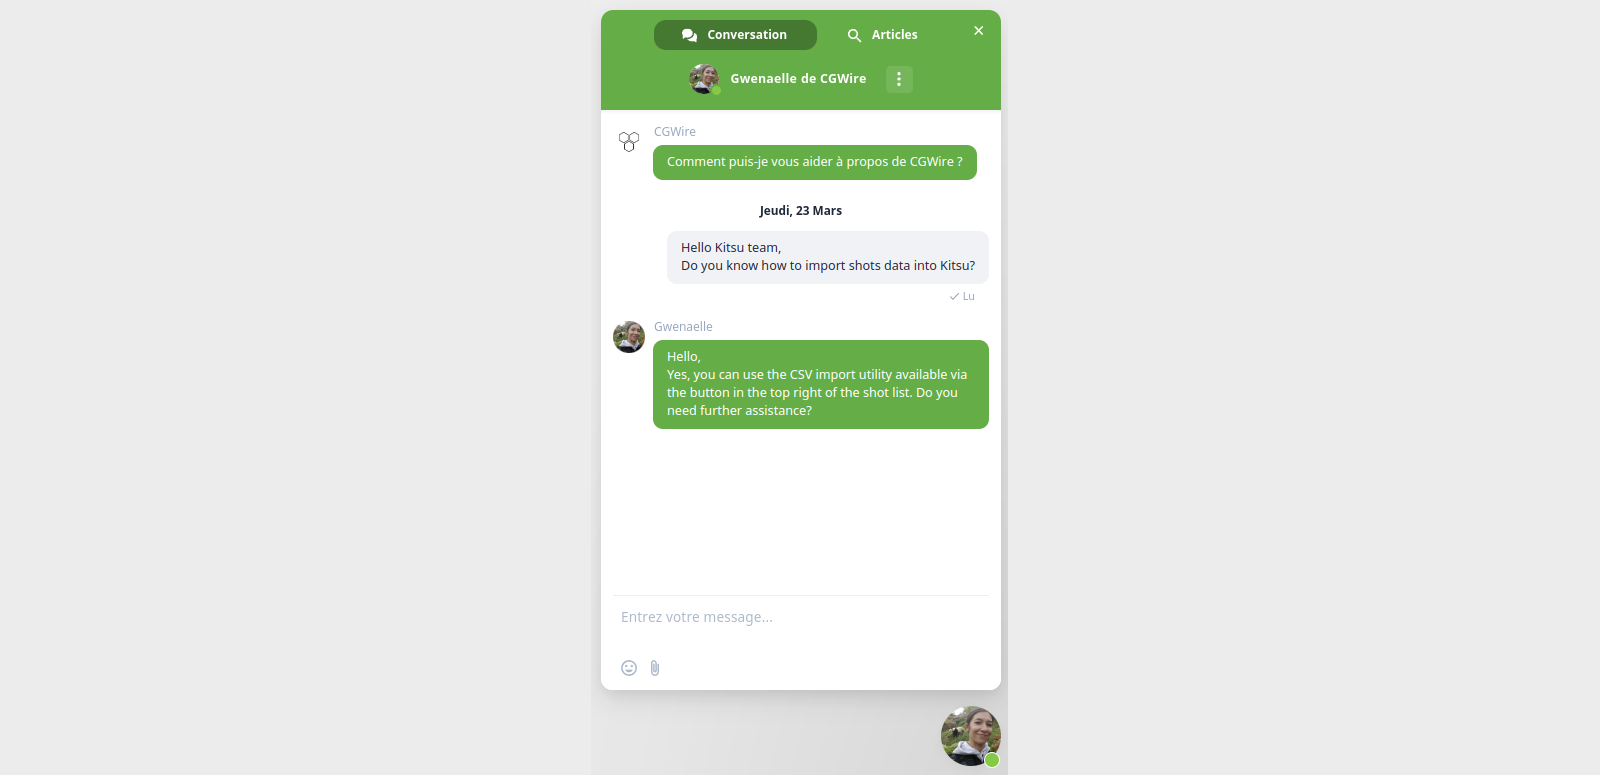 Conversation
Articles
Gwenaelle de CGWire
CGWire
Comment puis-je vous aider à propos de CGWire ?
Jeudi, 23 Mars
Hello Kitsu team,
Do you know how to import shots data into Kitsu?
Lu
Gwenaelle
Hello,
Yes, you can use the CSV import utility available via
the button in the top right of the shot list. Do you
need further assistance?
Entrez votre message...